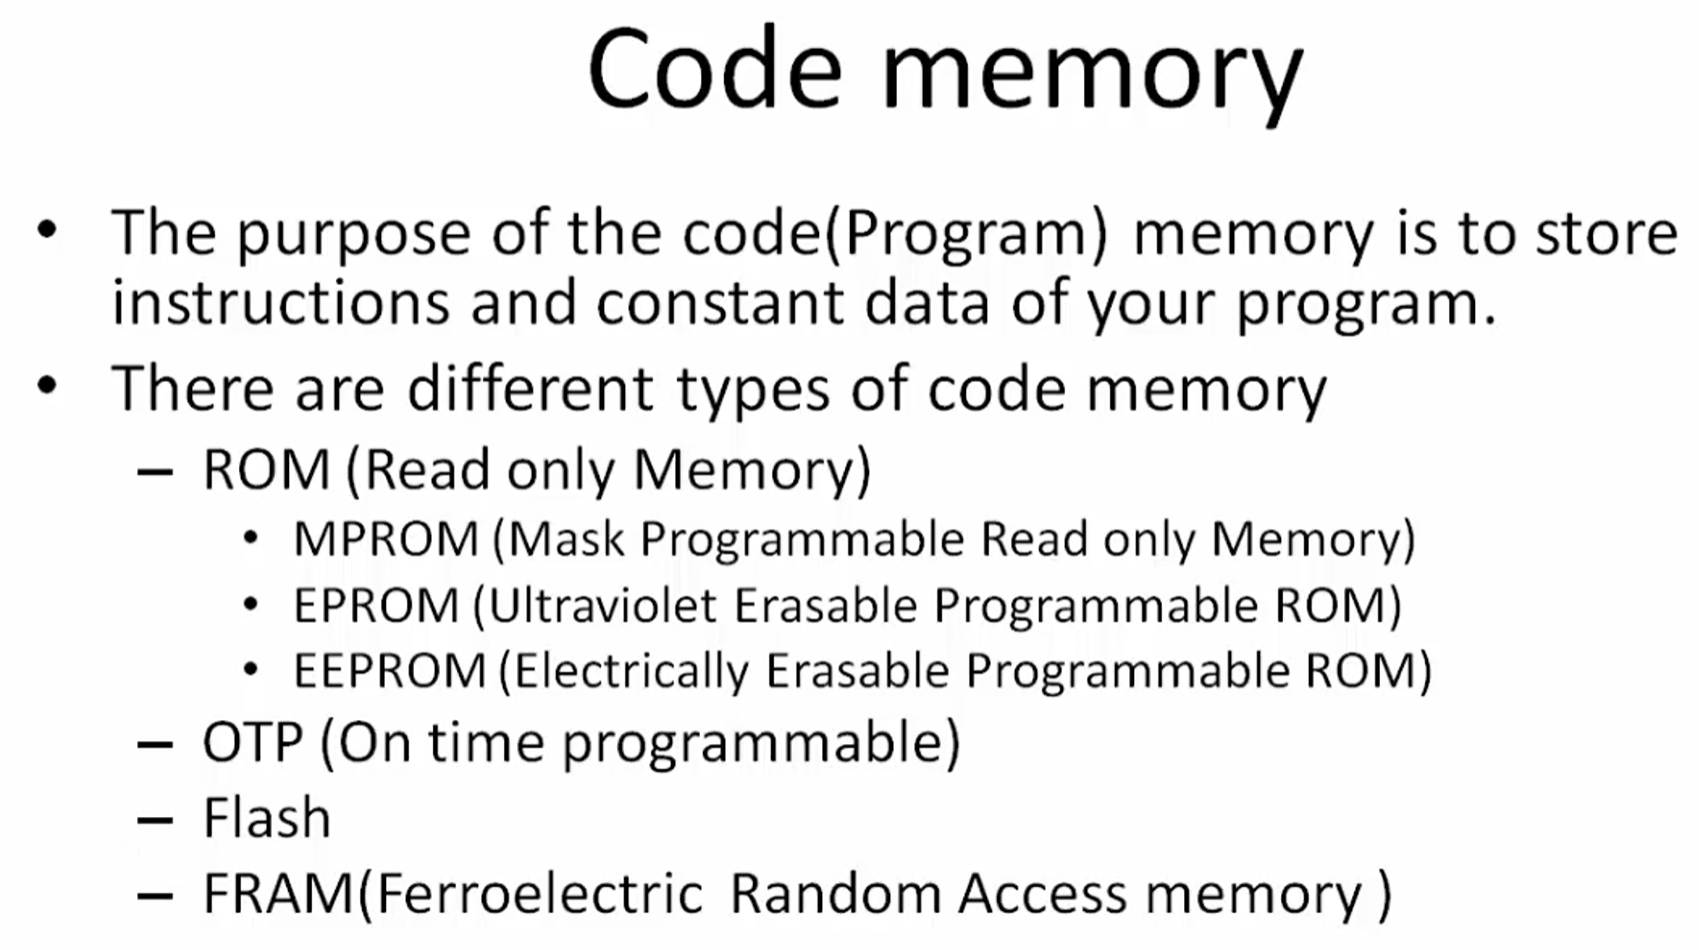 Code memory
• The purpose of the code(Program) memory is to store
instructions and constant data of your program.
• There are different types of code memory
– ROM (Read only Memory)
• MPROM (Mask Programmable Read only Memory)
• EPROM (Ultraviolet Erasable Programmable ROM)
• EEPROM (Electrically Erasable Programmable ROM)
– OTP (On time programmable)
– Flash
– FRAM(Ferroelectric Random Access memory )